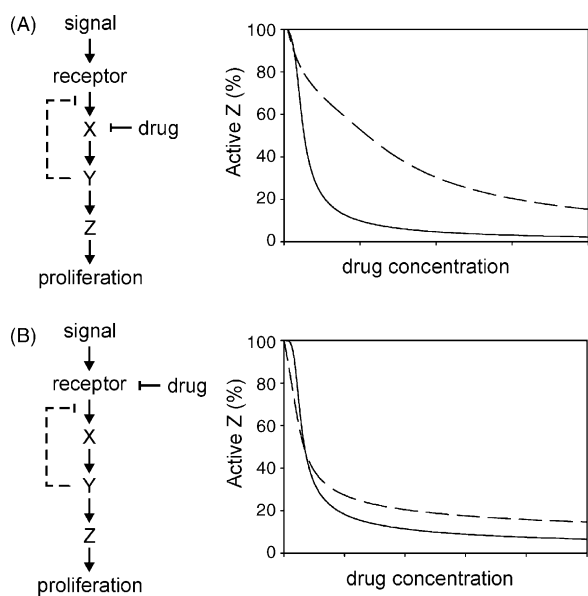 (A)
signal
receptor
X
drug
Y
Z
proliferation
Active Z (%)
100
80
60
40
20
0
drug concentration
(B)
signal
receptor
drug
X
Y
Z
proliferation
Active Z (%)
100
80
60
40
20
0
drug concentration